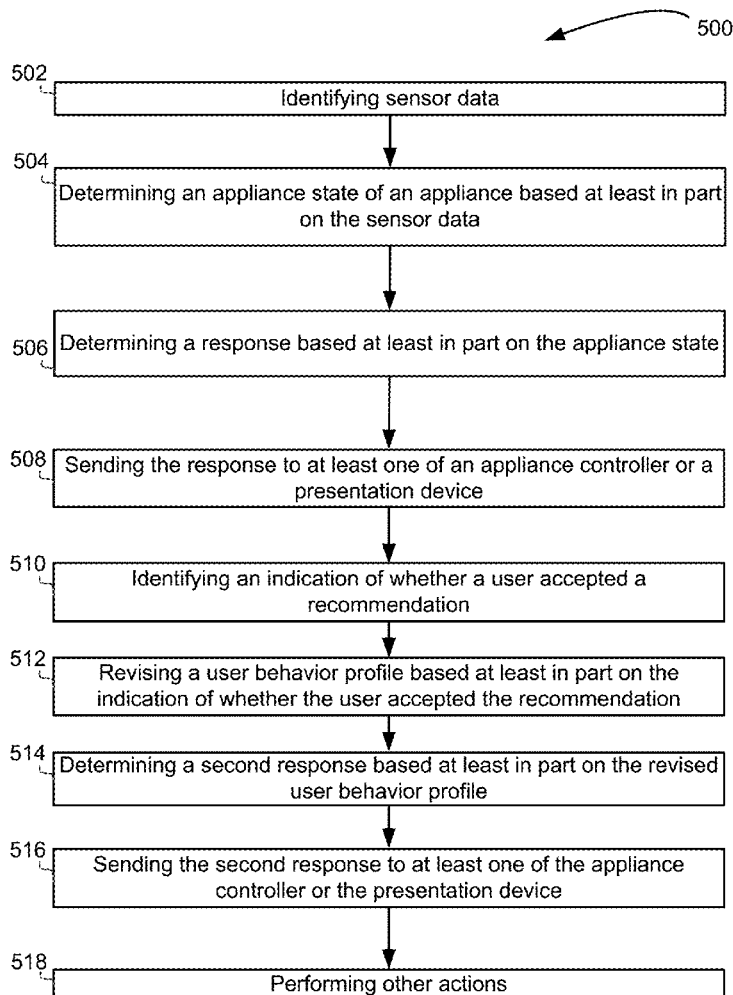 500
502
Identifying sensor data
504
Determining an appliance state of an appliance based at least in part
on the sensor data
506
Determining a response based at least in part on the appliance state
508
Sending the response to at least one of an appliance controller or a
presentation device
510
Identifying an indication of whether a user accepted a
recommendation
512
Revising a user behavior profile based at least in part on the
indication of whether the user accepted the recommendation
514
Determining a second response based at least in part on the revised
user behavior profile
516
Sending the second response to at least one of the appliance
controller or the presentation device
518
Performing other actions